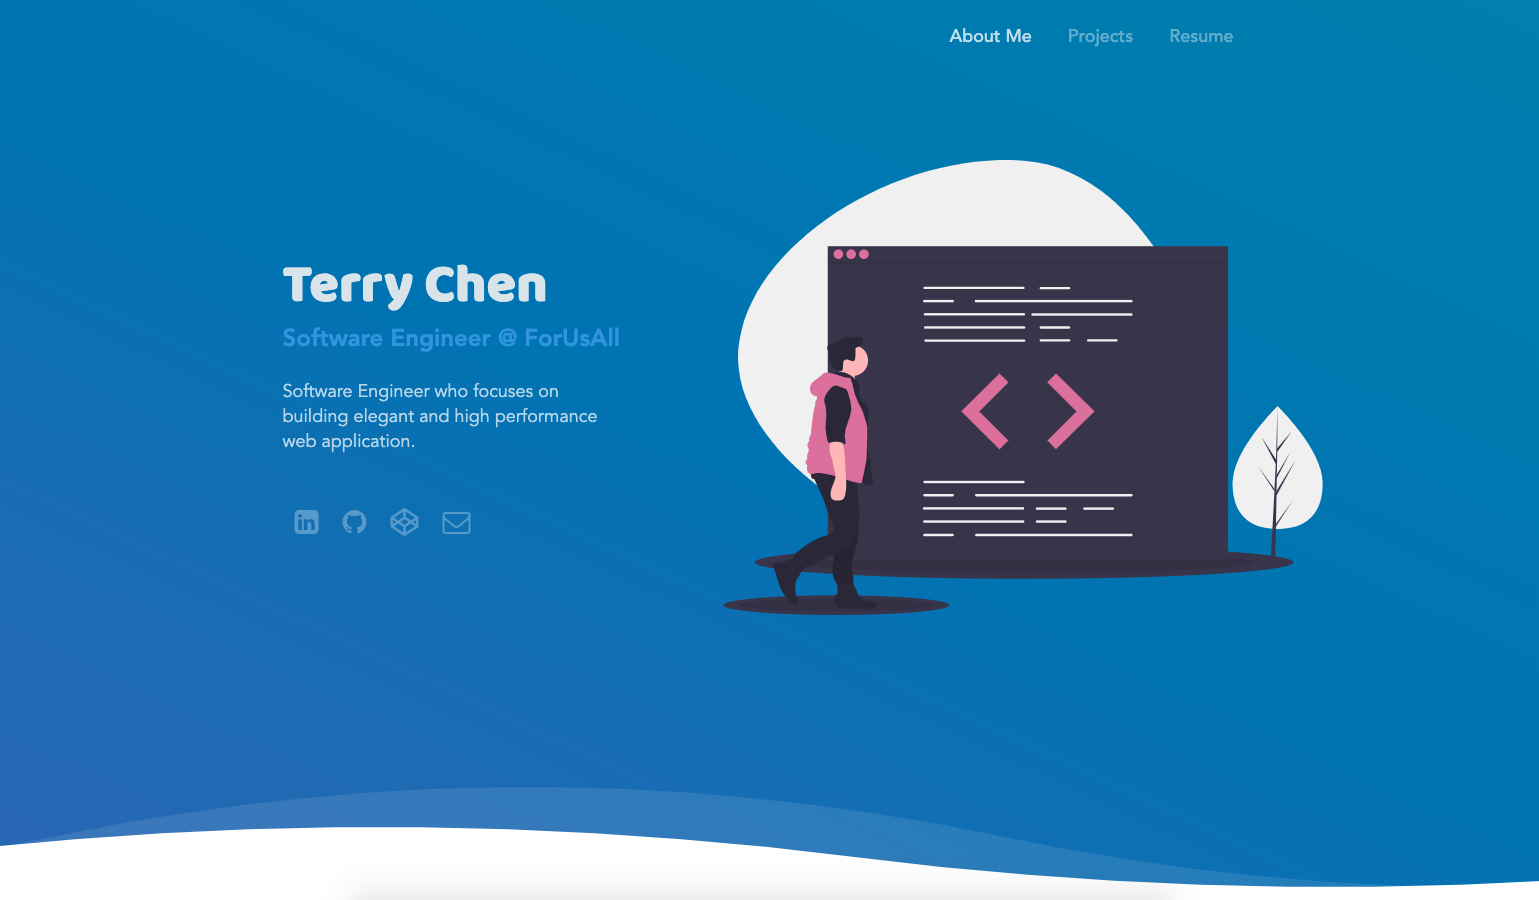 About Me Projects Resume
Terry Chen
Software Engineer @ ForUsAll
Software Engineer who focuses on
building elegant and high performance
web application.